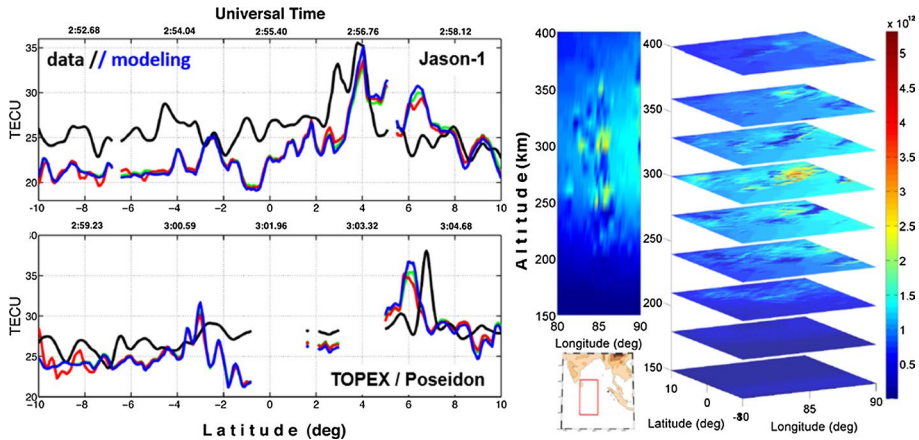 Universal Time
2:52.68 2:54.04 2:55.40 2:56.76 2:58.12
data // modeling
Jason-1
TECU
35
30
25
20
-10 -8 -6 -4 -2 0 2 4 6 8 10
2:59.23 3:00.59 3:01.96 3:03.32 3:04.68
TECU
35
30
25
20
TOPEX / Poseidon
-10 -8 -6 -4 -2 0 2 4 6 8 10
Latitude (deg)
Altitude (km)
400
350
300
250
200
150
80 85 90
Longitude (deg)
400
350
300
250
200
150
10
0
Latitude (deg)
85
90
Longitude (deg)
x 10¹²
5
4.5
4
3.5
3
2.5
2
1.5
1
0.5